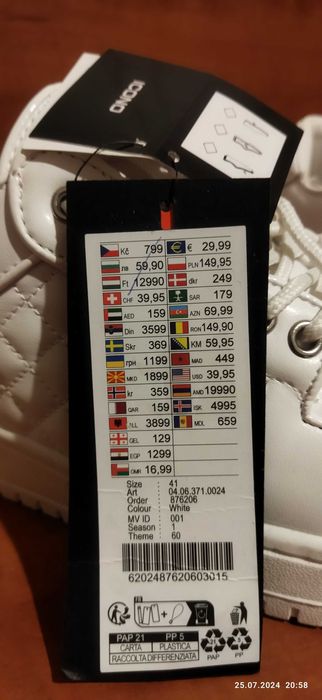 ICONO
Kč 799 € 29,99
лв 59,90 PLN 149,95
Ft 12990 dkr 249
CHF 39,95 SAR 179
AED 159 AZN 69,99
Din 3599 RON 149,90
Skr 369 KM 59,95
грн 1199 MAD 449
MKD 1899 USD 39,95
kr 359 AMD 19990
QAR 159 ISK 4995
ALL 3899 MDL 659
GEL 129
EGP 1299
OMR 16,99
Size : 41
Art : 04.06.371.0024
Order : 876206
Colour : White
MV ID : 001
Season : 1
Theme : 60
6202487620603015
FR
PAP 21 PP 5
CARTA PLASTICA
RACCOLTA DIFFERENZIATA
21 5
PAP PP
25.07.2024 20:58